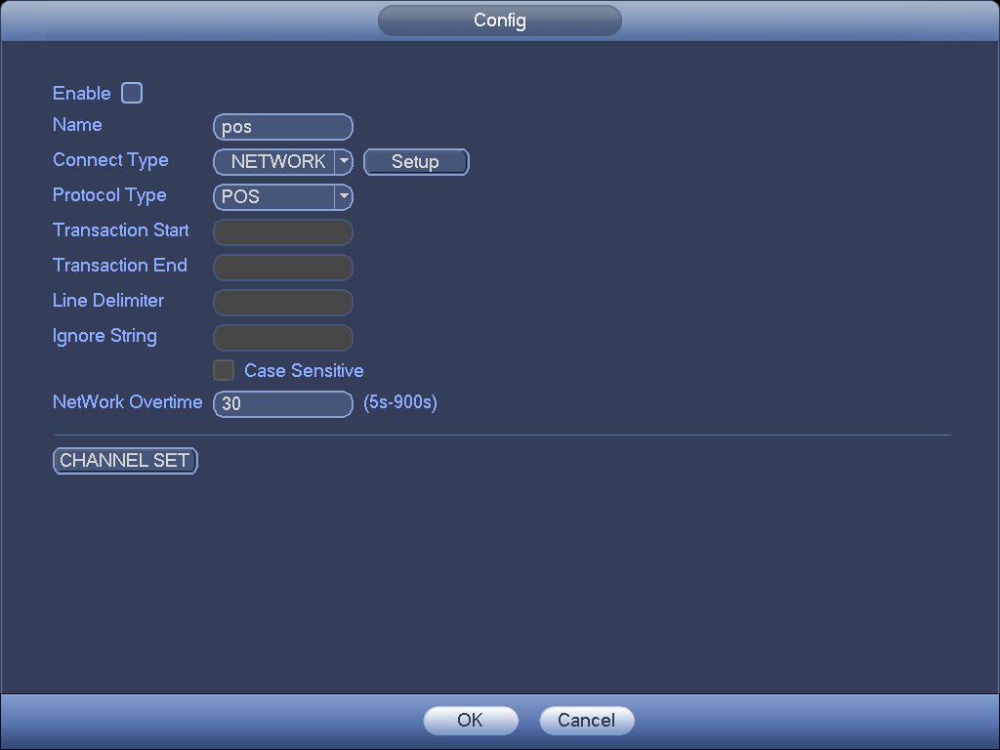 Config
Enable
Name pos
Connect Type NETWORK Setup
Protocol Type POS
Transaction Start
Transaction End
Line Delimiter
Ignore String
Case Sensitive
NetWork Overtime 30 (5s-900s)
CHANNEL SET
OK Cancel